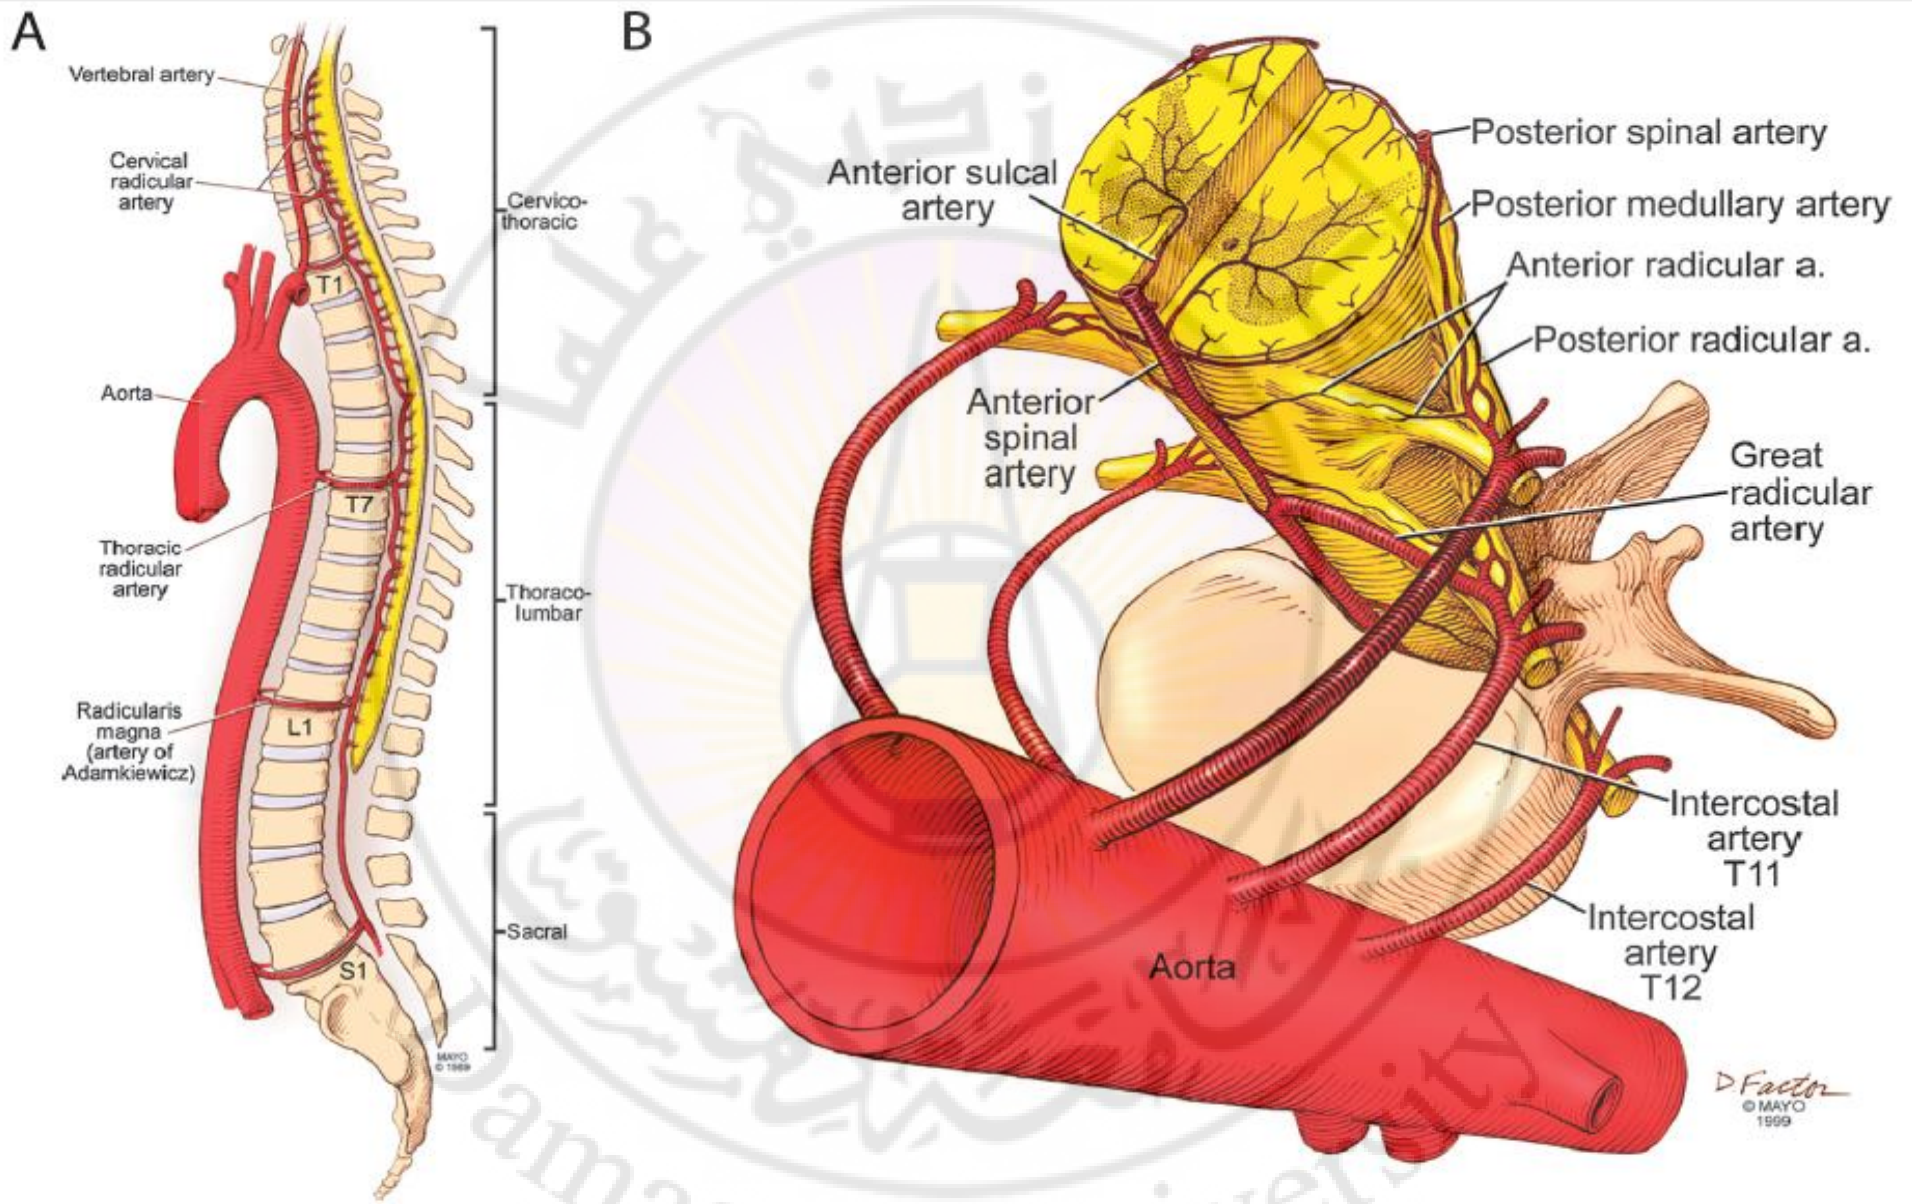 A
Vertebral artery
Cervical
radicular
artery
T1
Aorta
T7
Thoracic
radicular
artery
Radicularis
magna
(artery of
Adamkiewicz)
L1
S1
Cervico-
thoracic
Thoraco-
lumbar
Sacral
MAYO
© 1999
B
Anterior sulcal
artery
Anterior
spinal
artery
Posterior spinal artery
Posterior medullary artery
Anterior radicular a.
Posterior radicular a.
Great
radicular
artery
Intercostal
artery
T11
Intercostal
artery
T12
Aorta
D. Factor
© MAYO
1999